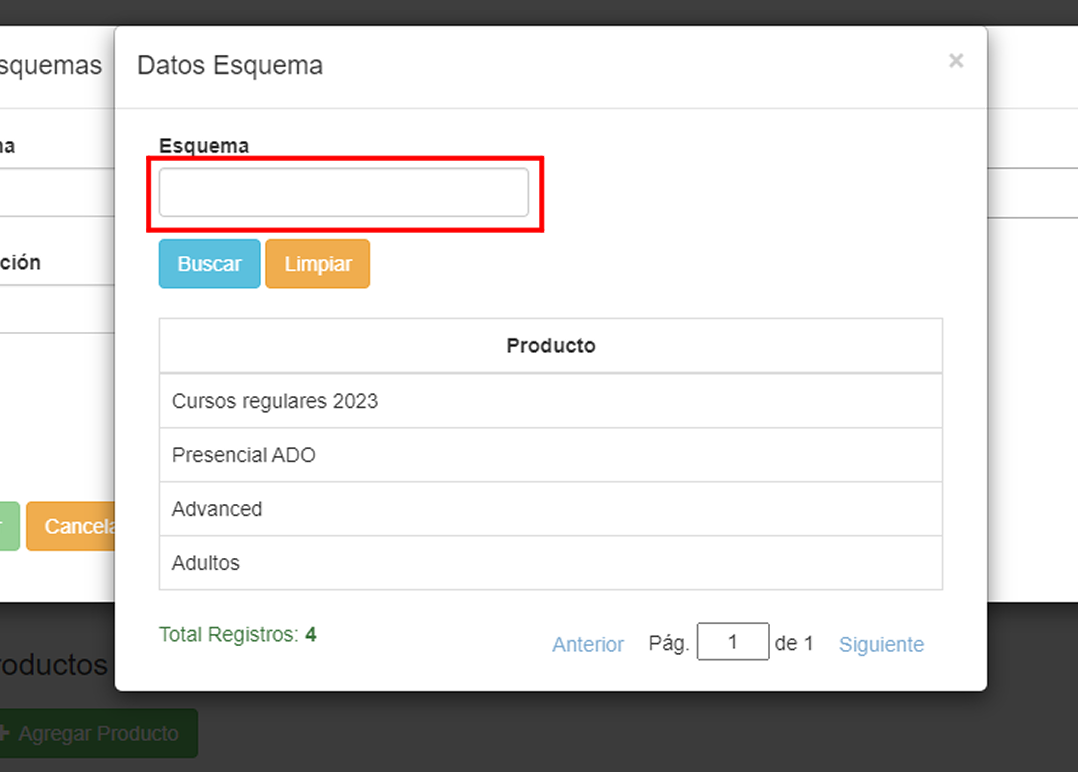 squemas
Datos Esquema
×
na
Esquema
Buscar
Limpiar
ción
Producto
Cursos regulares 2023
Presencial ADO
Advanced
Cancela
Adultos
Total Registros: 4
Anterior
Pág. 1 de 1
Siguiente
roductos
Agregar Producto